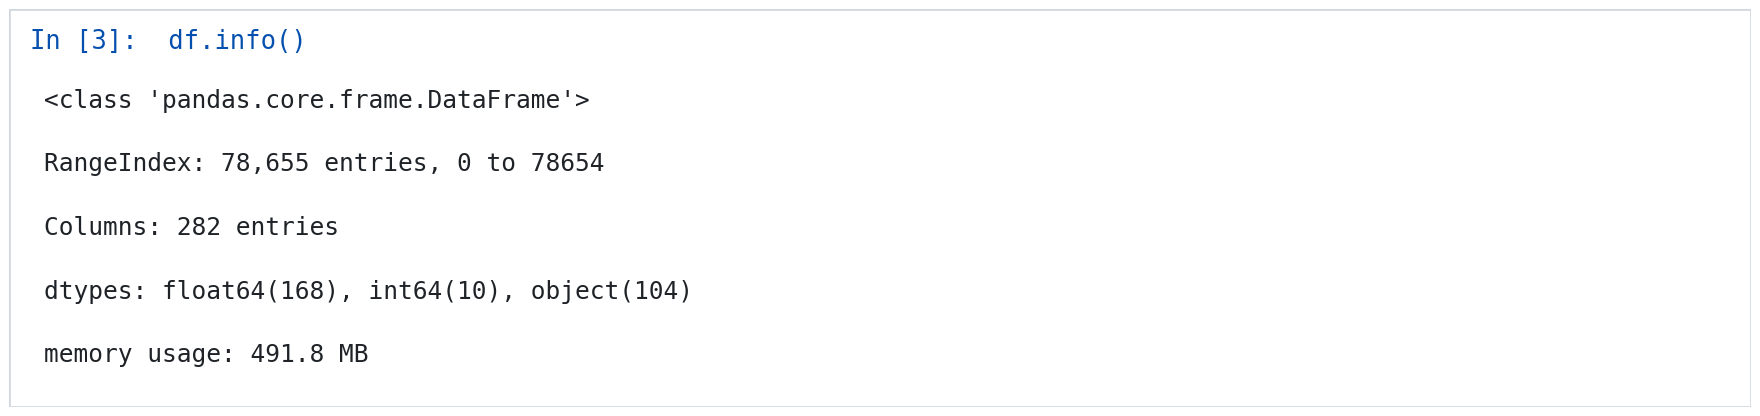 In [3]:  df.info()
<class 'pandas.core.frame.DataFrame'>
RangeIndex: 78,655 entries, 0 to 78654
Columns: 282 entries
dtypes: float64(168), int64(10), object(104)
memory usage: 491.8 MB